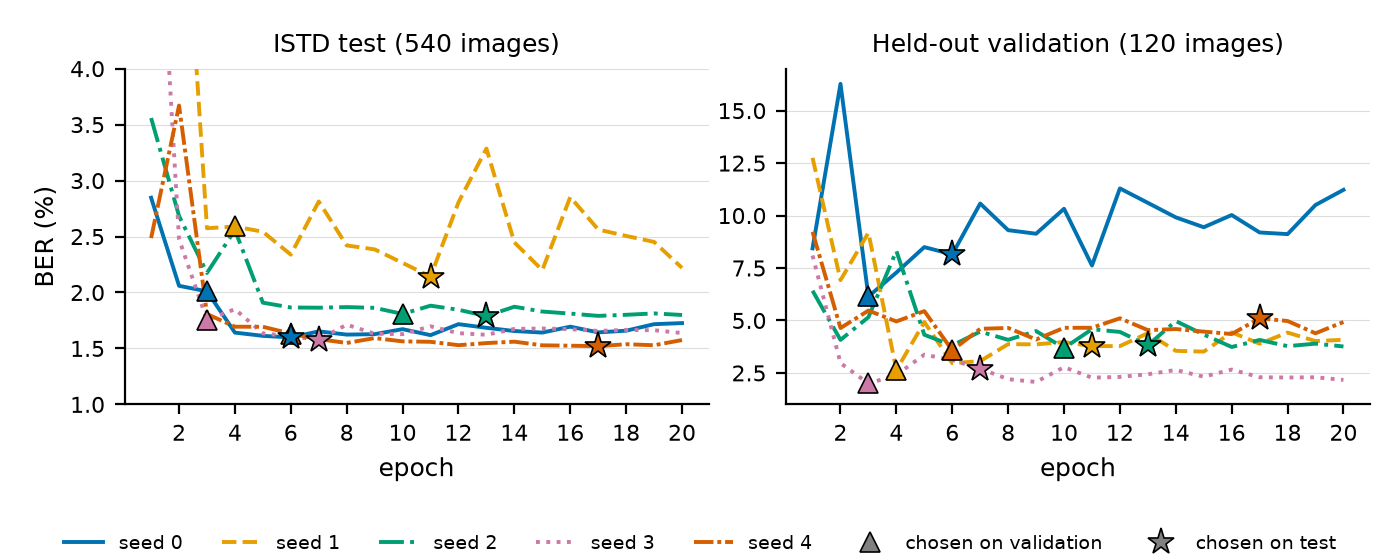 ISTD test (540 images)
BER (%)
4.0
3.5
3.0
2.5
2.0
1.5
1.0
2 4 6 8 10 12 14 16 18 20
epoch
Held-out validation (120 images)
15.0
12.5
10.0
7.5
5.0
2.5
2 4 6 8 10 12 14 16 18 20
epoch
seed 0 seed 1 seed 2 seed 3 seed 4 chosen on validation chosen on test